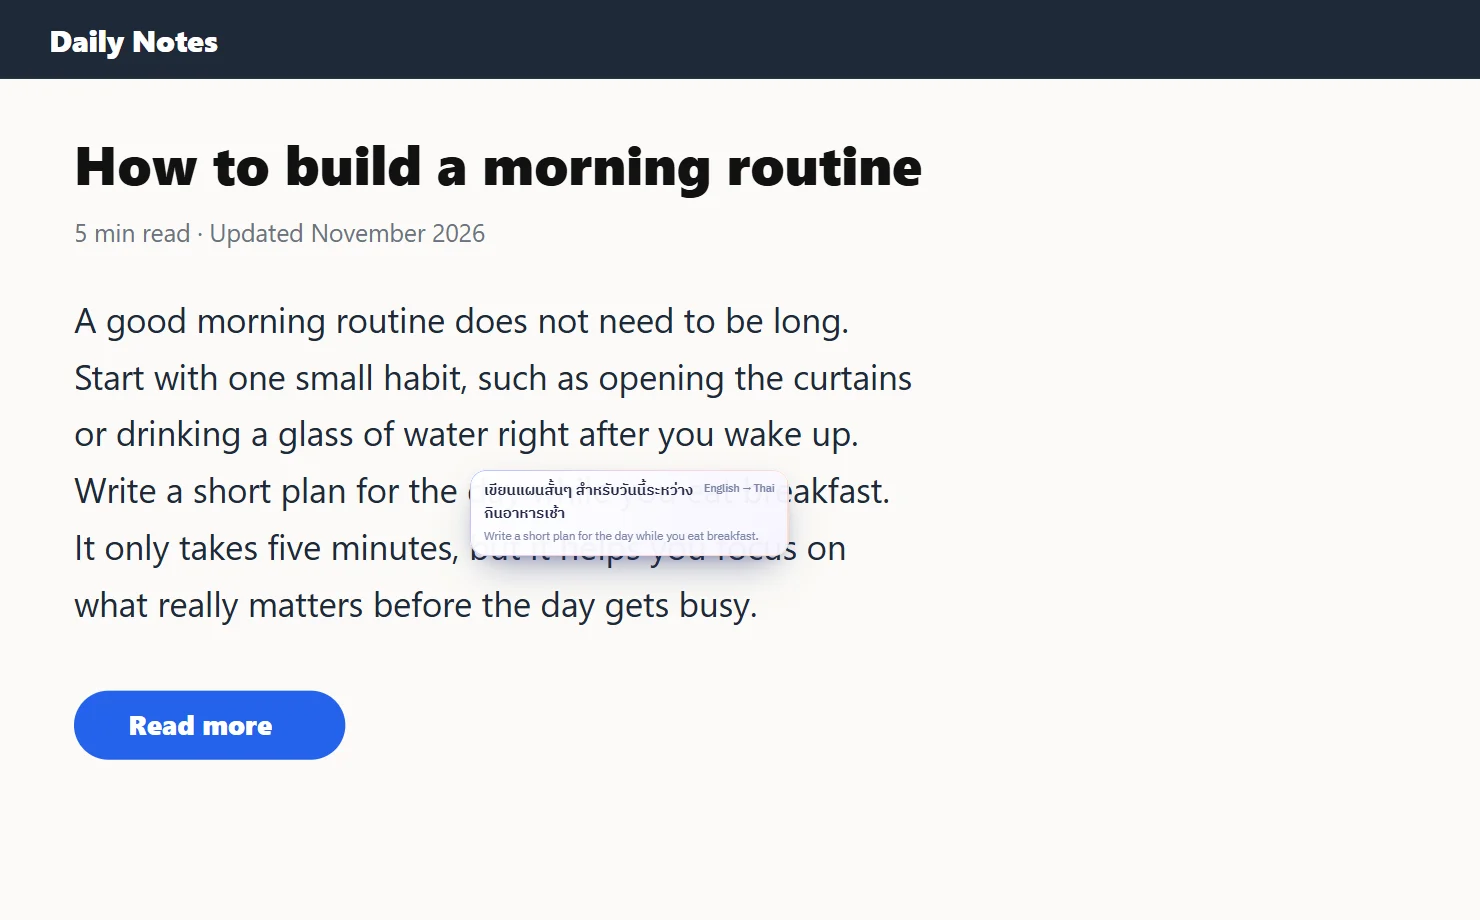 Daily Notes
How to build a morning routine
5 min read · Updated November 2026
A good morning routine does not need to be long.
Start with one small habit, such as opening the curtains
or drinking a glass of water right after you wake up.
Write a short plan for the
akfast.
เขียนแผนสั้นๆ สำหรับวันนี้ระหว่าง
English → Thai
กินอาหารเช้า
Write a short plan for the day while you eat breakfast.
It only takes five minutes, but it helps you focus on
what really matters before the day gets busy.
Read more